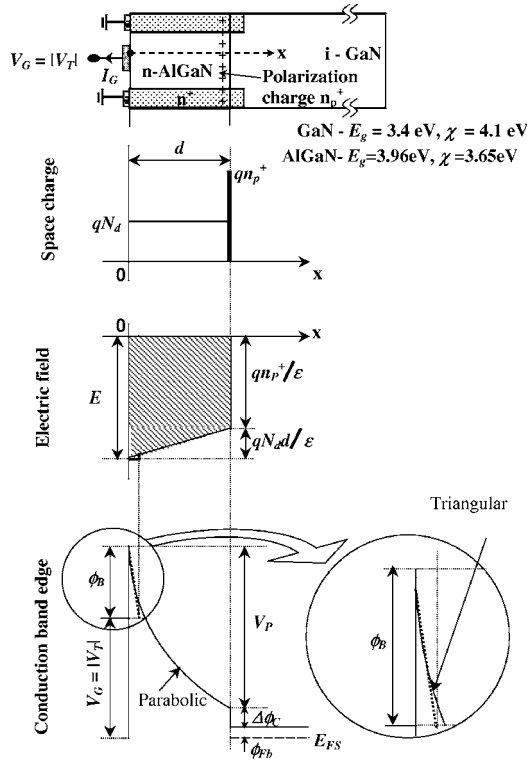 V_G = |V_T|
I_G
n-AlGaN
x
i - GaN
Polarization
charge n_p^+
n^+
GaN - E_g = 3.4 eV, χ = 4.1 eV
AlGaN- E_g=3.96eV, χ=3.65eV
d
qn_p^+
Space charge
qN_d
0
x
0
x
Electric field
E
qn_P^+/ε
qN_dd/ε
Triangular
Conduction band edge
ϕ_B
V_P
ϕ_B
V_G = |V_T|
Parabolic
Δϕ_C
ϕ_Fb
E_FS